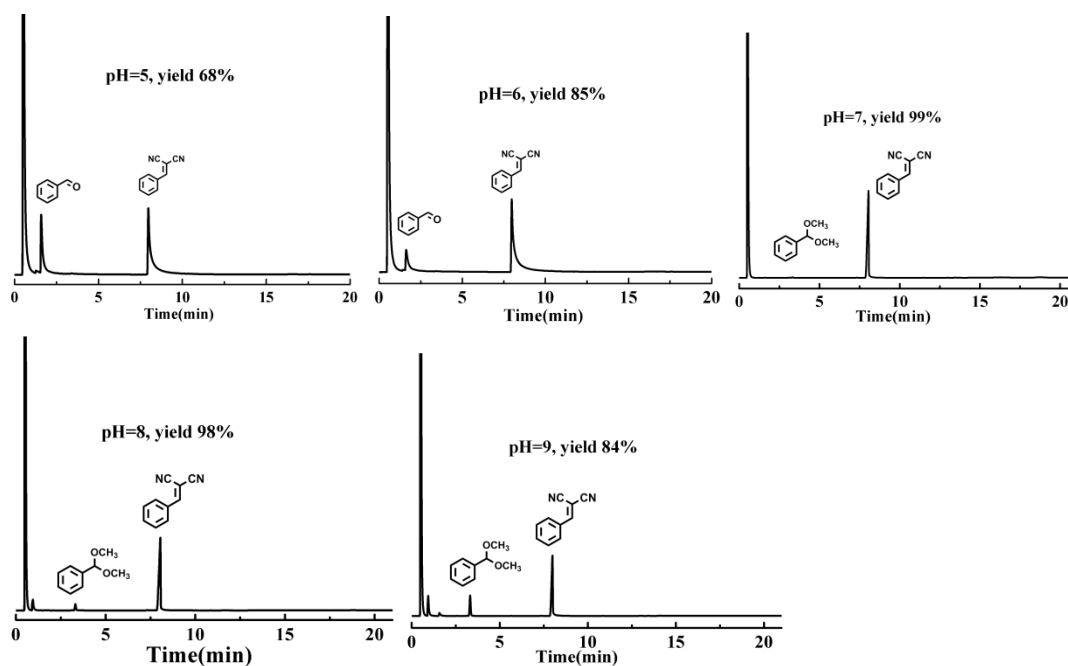 pH=5, yield 68%
O
NC CN
0 5 10 15 20
Time(min)
pH=6, yield 85%
O
NC CN
0 5 10 15 20
Time(min)
pH=7, yield 99%
OCH3
OCH3
NC CN
0 5 10 15 20
Time(min)
pH=8, yield 98%
OCH3
OCH3
NC CN
0 5 10 15 20
Time(min)
pH=9, yield 84%
OCH3
OCH3
NC CN
0 5 10 15 20
Time(min)